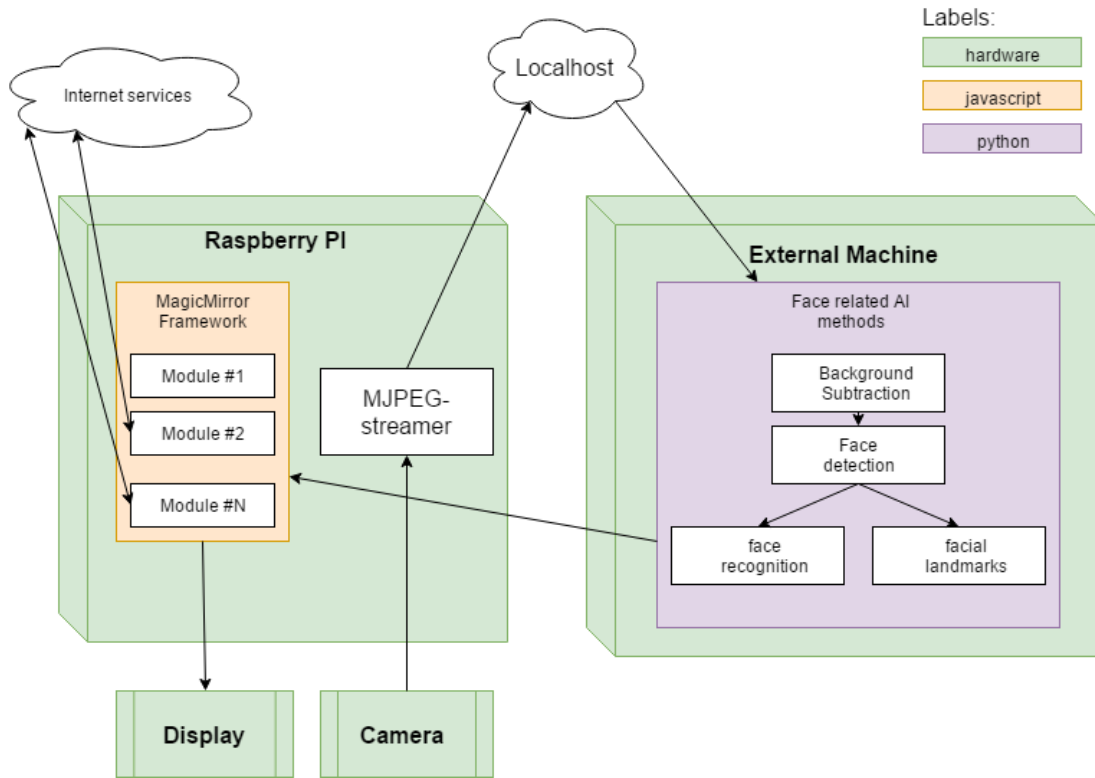 Labels:
hardware
javascript
python
Internet services
Localhost
Raspberry PI
MagicMirror
Framework
Module #1
Module #2
Module #N
MJPEG-
streamer
External Machine
Face related AI
methods
Background
Subtraction
Face
detection
face
recognition
facial
landmarks
Display
Camera